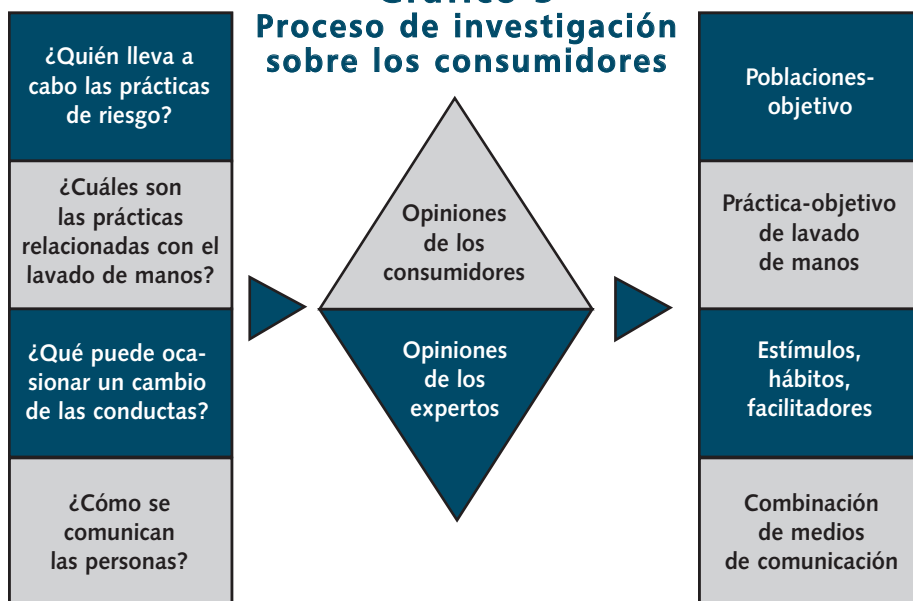 Gráfico 3
Proceso de investigación
sobre los consumidores
¿Quién lleva a
cabo las prácticas
de riesgo?
¿Cuáles son
las prácticas
relacionadas con el
lavado de manos?
¿Qué puede oca-
sionar un cambio
de las conductas?
¿Cómo se
comunican
las personas?
Opiniones
de los
consumidores
Opiniones
de los
expertos
Poblaciones-
objetivo
Práctica-objetivo
de lavado
de manos
Estímulos,
hábitos,
facilitadores
Combinación
de medios
de comunicación